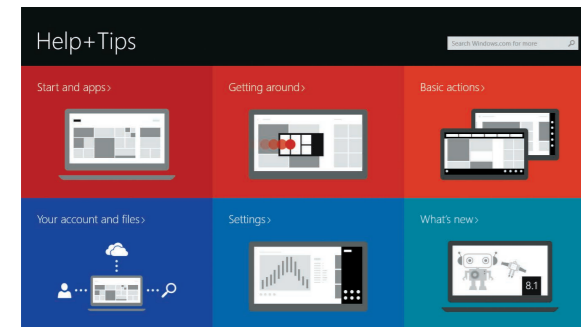 Help+Tips
Search Windows.com for more
Start and apps>
Getting around>
Basic actions>
Your account and files>
Settings>
What's new>
8.1